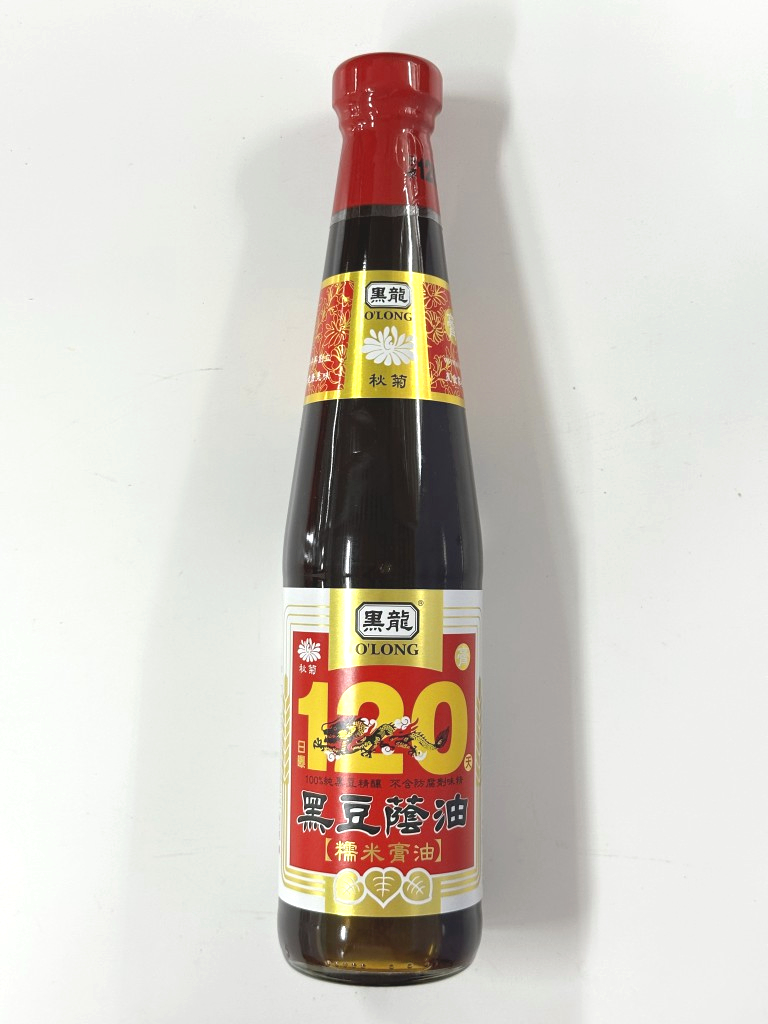 黑龍
O'LONG
秋菊
黑龍®
O'LONG
秋菊
120
日曝
天
100%純黑豆精釀 不含防腐劑味精
黑豆蔭油
【糯米膏油】